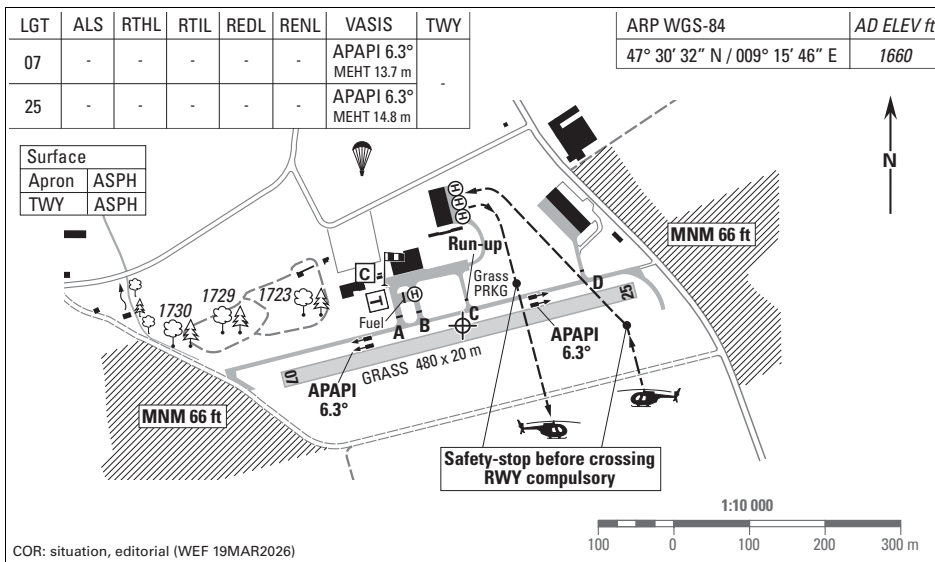 LGT ALS RTHL RTIL REDL RENL VASIS TWY
07 - - - - - APAPI 6.3° -
MEHT 13.7 m
25 - - - - - APAPI 6.3°
MEHT 14.8 m
ARP WGS-84 AD ELEV ft
47° 30’ 32” N / 009° 15’ 46” E 1660
Surface
Apron ASPH
TWY ASPH
N
H
H
H
MNM 66 ft
Run-up
C
Grass
PRKG
D
T
H
25
1723
1729
1730
Fuel
A B C
APAPI
6.3°
GRASS 480 x 20 m
07
APAPI
6.3°
MNM 66 ft
Safety-stop before crossing
RWY compulsory
1:10 000
100 0 100 200 300 m
COR: situation, editorial (WEF 19MAR2026)